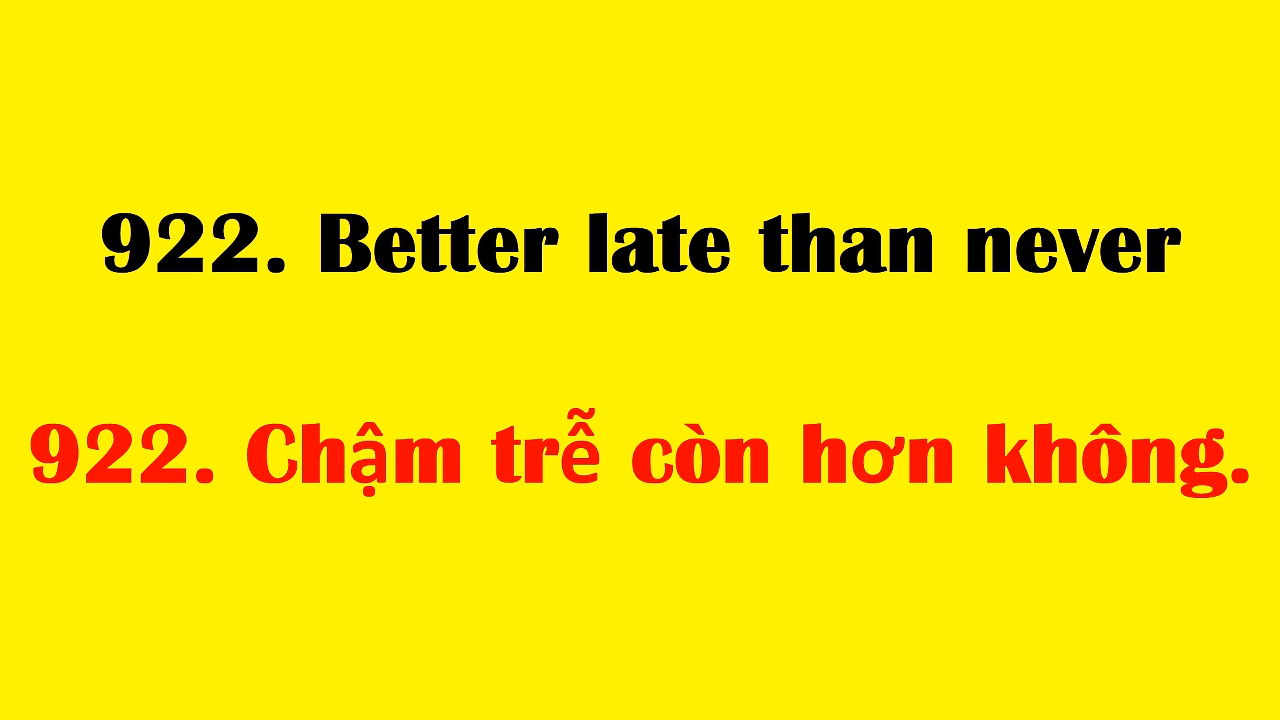 922. Better late than never
922. Chậm trễ còn hơn không.